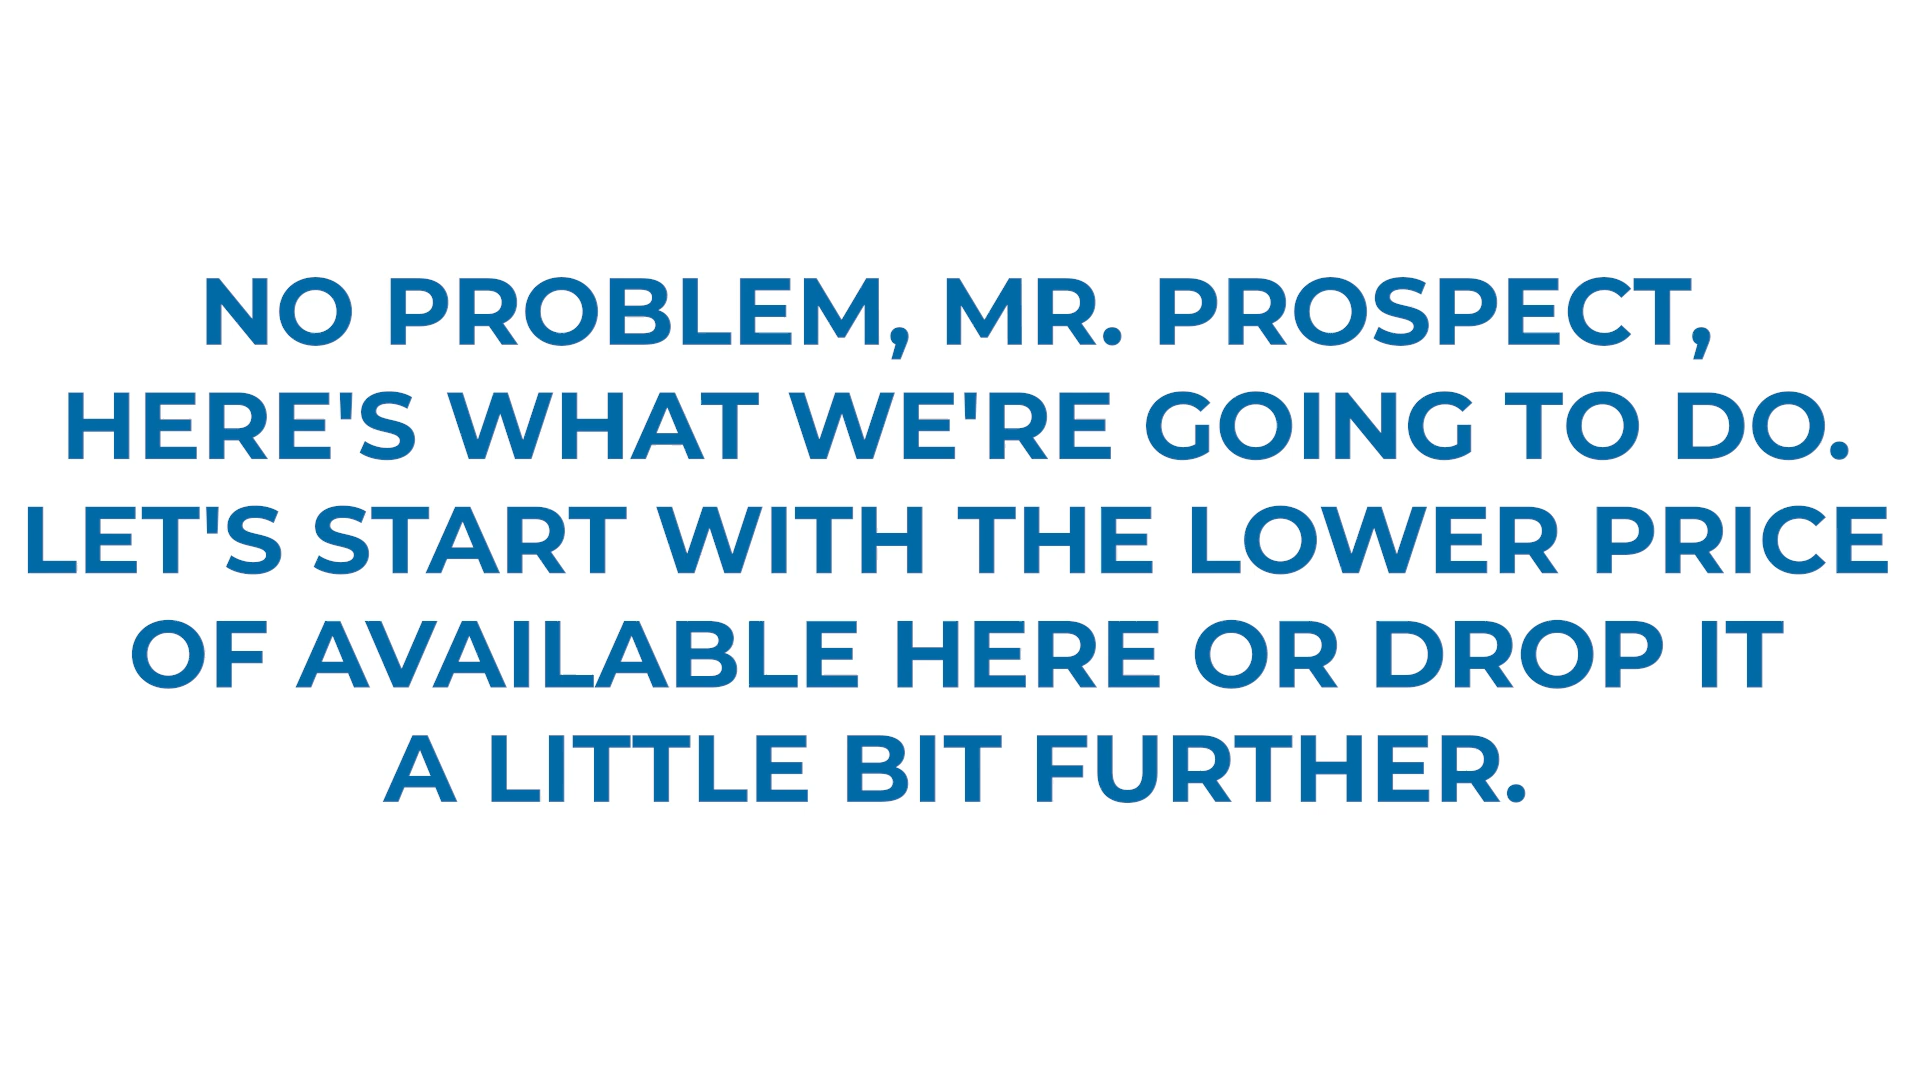 NO PROBLEM, MR. PROSPECT,
HERE'S WHAT WE'RE GOING TO DO.
LET'S START WITH THE LOWER PRICE
OF AVAILABLE HERE OR DROP IT
A LITTLE BIT FURTHER.